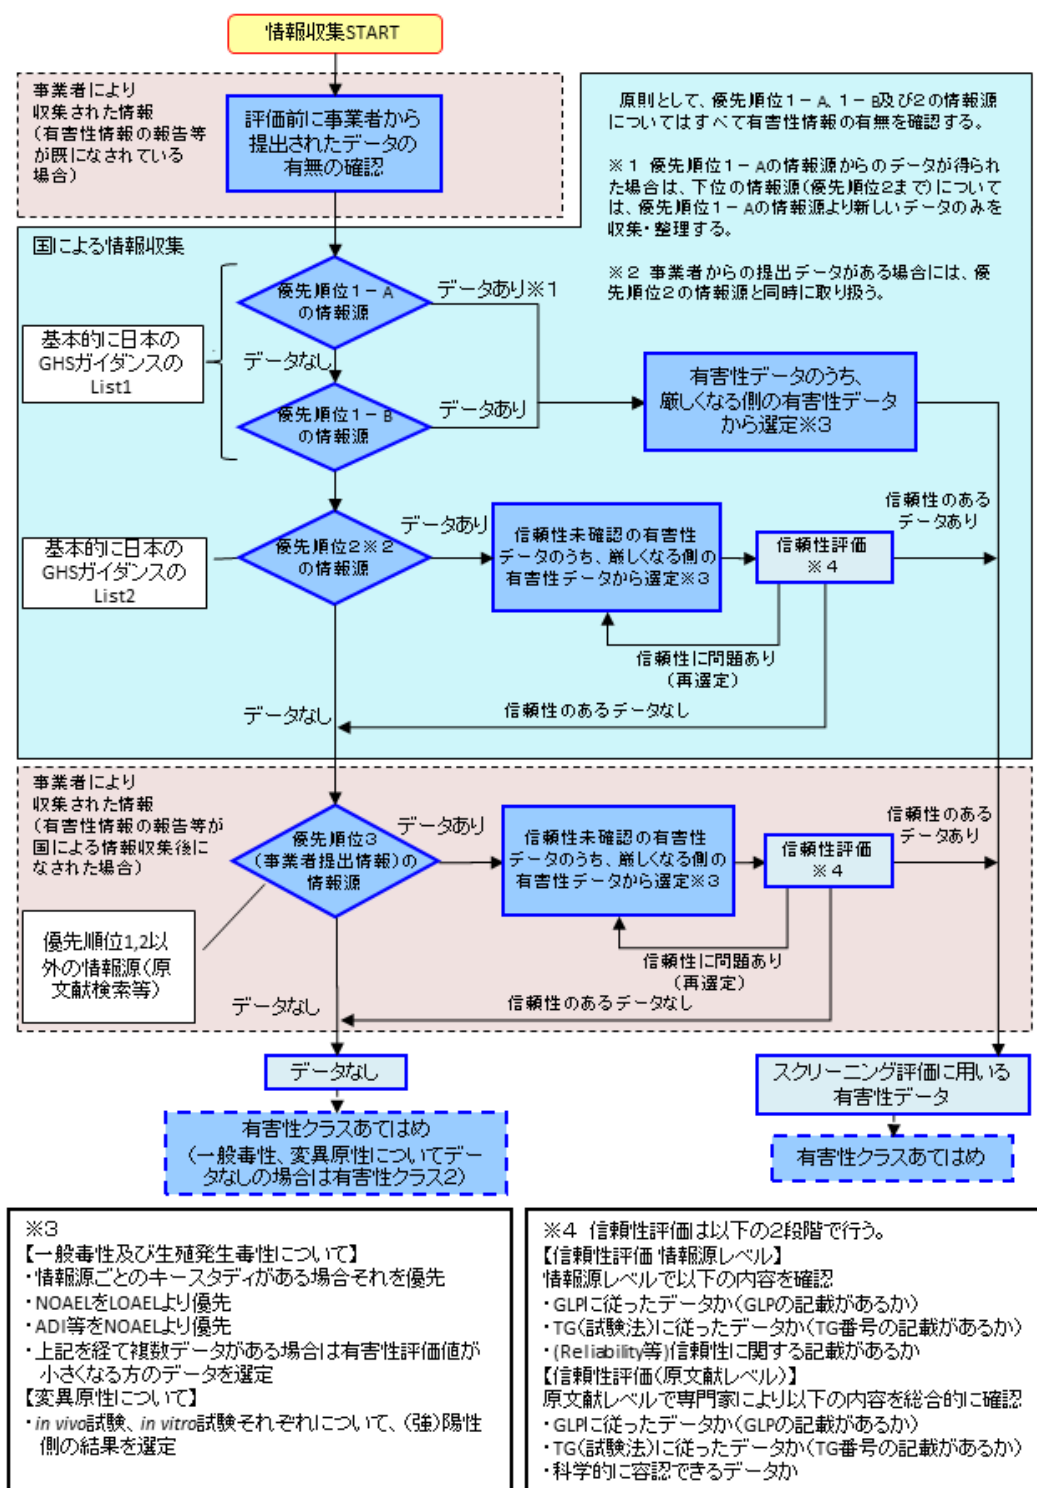 情報収集START
事業者により
収集された情報
(有害性情報の報告等
が既になされている
場合)
評価前に事業者から
提出されたデータの
有無の確認
原則として、優先順位1-A、1-B及び2の情報源
についてはすべて有害性情報の有無を確認する。
※1 優先順位1-Aの情報源からのデータが得られ
た場合は、下位の情報源(優先順位2まで)について
は、優先順位1-Aの情報源より新しいデータのみを
収集・整理する。
※2 事業者からの提出データがある場合には、優
先順位2の情報源と同時に取り扱う。
国による情報収集
優先順位1-A
の情報源
データあり※1
基本的に日本の
GHSガイダンスの
List1
データなし
優先順位1-B
の情報源
データあり
有害性データのうち、
厳しくなる側の有害性データ
から選定※3
基本的に日本の
GHSガイダンスの
List2
優先順位2※2
の情報源
データあり
信頼性未確認の有害性
データのうち、厳しくなる側の
有害性データから選定※3
信頼性評価
※4
信頼性のある
データあり
信頼性に問題あり
(再選定)
データなし
信頼性のあるデータなし
事業者により
収集された情報
(有害性情報の報告等が
国による情報収集後に
なされた場合)
優先順位3
(事業者提出情報)の
情報源
データあり
信頼性未確認の有害性
データのうち、厳しくなる側の
有害性データから選定※3
信頼性評価
※4
信頼性のある
データあり
優先順位1,2以
外の情報源(原
文献検索等)
信頼性に問題あり
(再選定)
データなし
信頼性のあるデータなし
データなし
有害性クラスあてはめ
(一般毒性、変異原性についてデー
タなしの場合は有害性クラス2)
スクリーニング評価に用いる
有害性データ
有害性クラスあてはめ
※3
【一般毒性及び生殖発生毒性について】
・情報源ごとのキースタディがある場合それを優先
・NOAELをLOAELより優先
・ADI等をNOAELより優先
・上記を経て複数データがある場合は有害性評価値が
小さくなる方のデータを選定
【変異原性について】
・in vivo試験、in vitro試験それぞれについて、(強)陽性
側の結果を選定
※4 信頼性評価は以下の2段階で行う。
【信頼性評価 情報源レベル】
情報源レベルで以下の内容を確認
・GLPに従ったデータか(GLPの記載があるか)
・TG(試験法)に従ったデータか(TG番号の記載があるか)
・(Reliability等)信頼性に関する記載があるか
【信頼性評価(原文献レベル)】
原文献レベルで専門家により以下の内容を総合的に確認
・GLPに従ったデータか(GLPの記載があるか)
・TG(試験法)に従ったデータか(TG番号の記載があるか)
・科学的に容認できるデータか